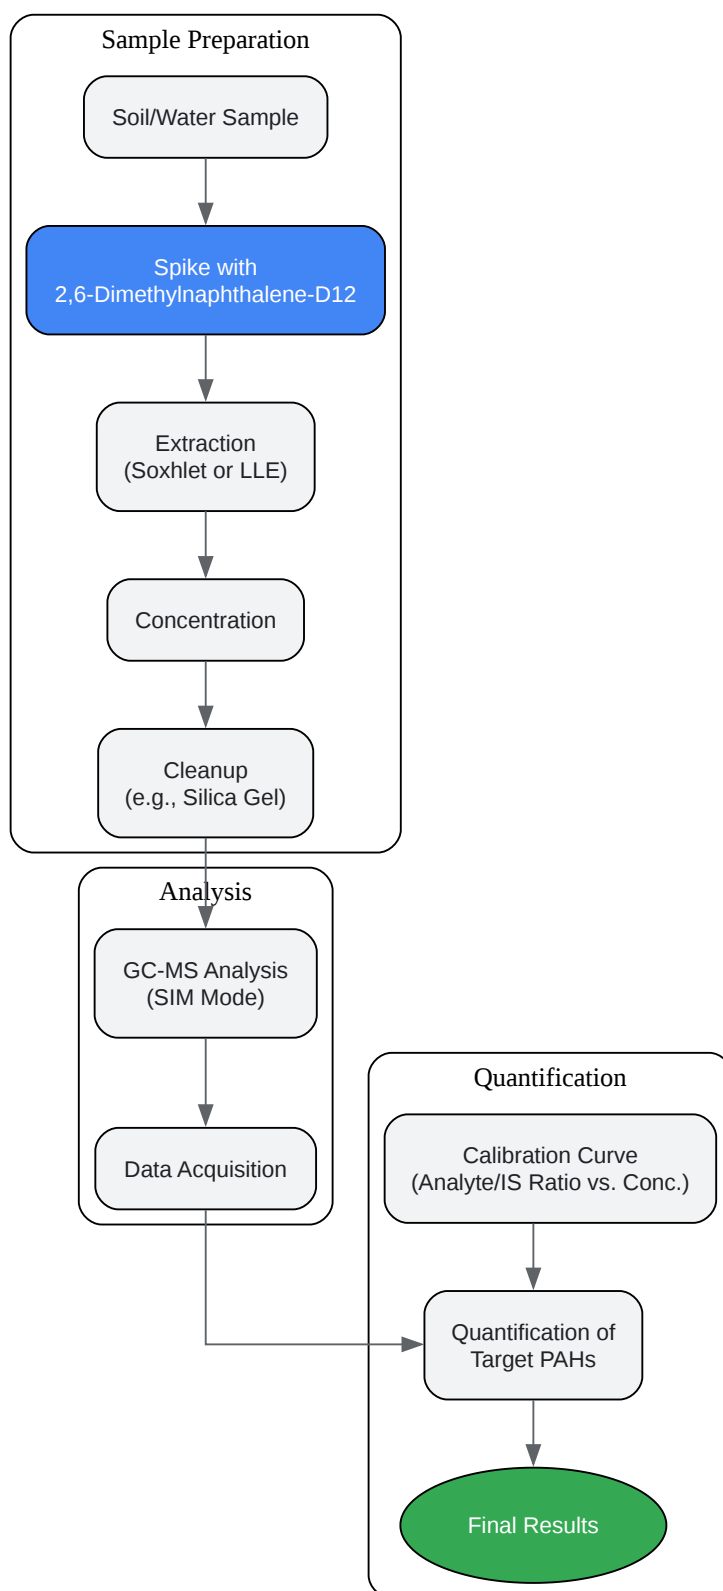 Sample Preparation
Soil/Water Sample
Spike with
2,6-Dimethylnaphthalene-D12
Extraction
(Soxhlet or LLE)
Concentration
Cleanup
(e.g., Silica Gel)
Analysis
GC-MS Analysis
(SIM Mode)
Data Acquisition
Quantification
Calibration Curve
(Analyte/IS Ratio vs. Conc.)
Quantification of
Target PAHs
Final Results